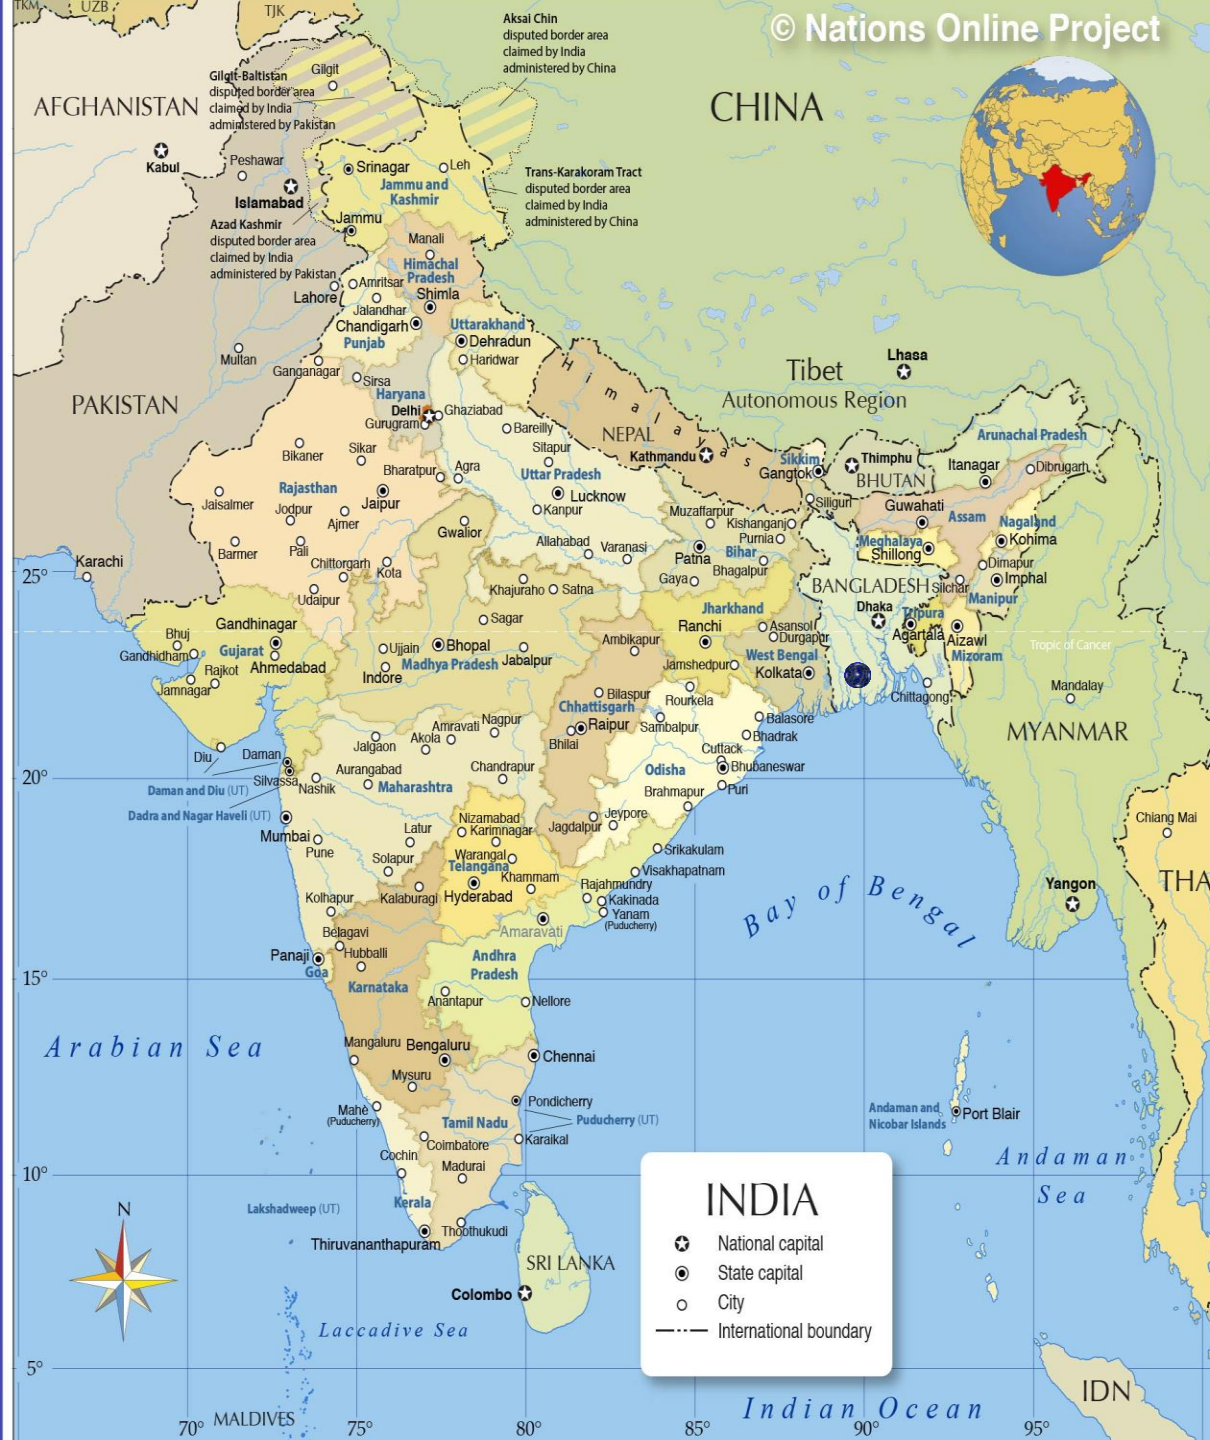 TKM
UZB
TJK
© Nations Online Project
Aksai Chin
disputed border area
claimed by India
administered by China
Gilgit-Baltistan
disputed border area
claimed by India
administered by Pakistan
Gilgit
AFGHANISTAN
CHINA
Kabul
Peshawar
Islamabad
Srinagar
Leh
Jammu and
Kashmir
Trans-Karakoram Tract
disputed border area
claimed by India
administered by China
Azad Kashmir
disputed border area
claimed by India
administered by Pakistan
Jammu
Manali
Himachal
Pradesh
Lahore
Amritsar
Shimla
Jalandhar
Chandigarh
Punjab
Uttarakhand
Dehradun
Haridwar
Multan
Ganganagar
Sirsa
Haryana
Himalayas
Tibet
Autonomous Region
Lhasa
PAKISTAN
Delhi
Ghaziabad
Gurugram
Bareilly
NEPAL
Kathmandu
Sikkim
Gangtok
Thimphu
BHUTAN
Arunachal Pradesh
Itanagar
Dibrugarh
Bikaner
Sikar
Bharatpur
Agra
Sitapur
Uttar Pradesh
Lucknow
Kanpur
Siliguri
Guwahati
Assam
Nagaland
Kohima
Jaisalmer
Rajasthan
Jaipur
Jodpur
Ajmer
Gwalior
Muzaffarpur
Kishanganj
Purnia
Meghalaya
Shillong
Dimapur
Imphal
Karachi
Barmer
Pali
Chittorgarh
Kota
Allahabad
Varanasi
Patna
Bihar
Gaya
Bhagalpur
BANGLADESH
Silchar
Manipur
25°
Udaipur
Khajuraho
Satna
Jharkhand
Ranchi
Dhaka
Tripura
Agartala
Aizawl
Mizoram
Gandhinagar
Sagar
Asansol
Durgapur
Tropic of Cancer
Bhuj
Gandhidham
Gujarat
Ahmedabad
Ujjain
Bhopal
Madhya Pradesh
Jabalpur
Ambikapur
Jamshedpur
West Bengal
Kolkata
Rajkot
Jamnagar
Indore
Chittagong
Mandalay
Bilaspur
Chhattisgarh
Raipur
Bhilai
Rourkela
Sambalpur
Balasore
Bhadrak
MYANMAR
Diu
Daman
Silvassa
Jalgaon
Akola
Amravati
Nagpur
Cuttack
Bhubaneswar
Odisha
20°
Daman and Diu (UT)
Dadra and Nagar Haveli (UT)
Nashik
Aurangabad
Maharashtra
Chandrapur
Brahmapur
Puri
Mumbai
Pune
Latur
Solapur
Nizamabad
Karimnagar
Warangal
Telangana
Jagdalpur
Jeypore
Srikakulam
Visakhapatnam
Chiang Mai
THA
Kolhapur
Kalaburagi
Hyderabad
Khammam
Rajahmundry
Kakinada
Yanam
(Puducherry)
Bay of Bengal
Yangon
Belagavi
Amaravati
Panaji
Goa
Hubballi
Karnataka
Andhra
Pradesh
15°
Anantapur
Nellore
Arabian Sea
Mangaluru
Bengaluru
Chennai
Mysuru
Mahè
(Puducherry)
Pondicherry
Tamil Nadu
Puducherry (UT)
Karaikal
Andaman and
Nicobar Islands
Port Blair
Andaman
Sea
Coimbatore
Cochin
Madurai
10°
Lakshadweep (UT)
Kerala
Thoothukudi
Thiruvananthapuram
N
SRI LANKA
Colombo
Laccadive Sea
INDIA
National capital
State capital
City
International boundary
5°
MALDIVES
Indian Ocean
IDN
70°
75°
80°
85°
90°
95°